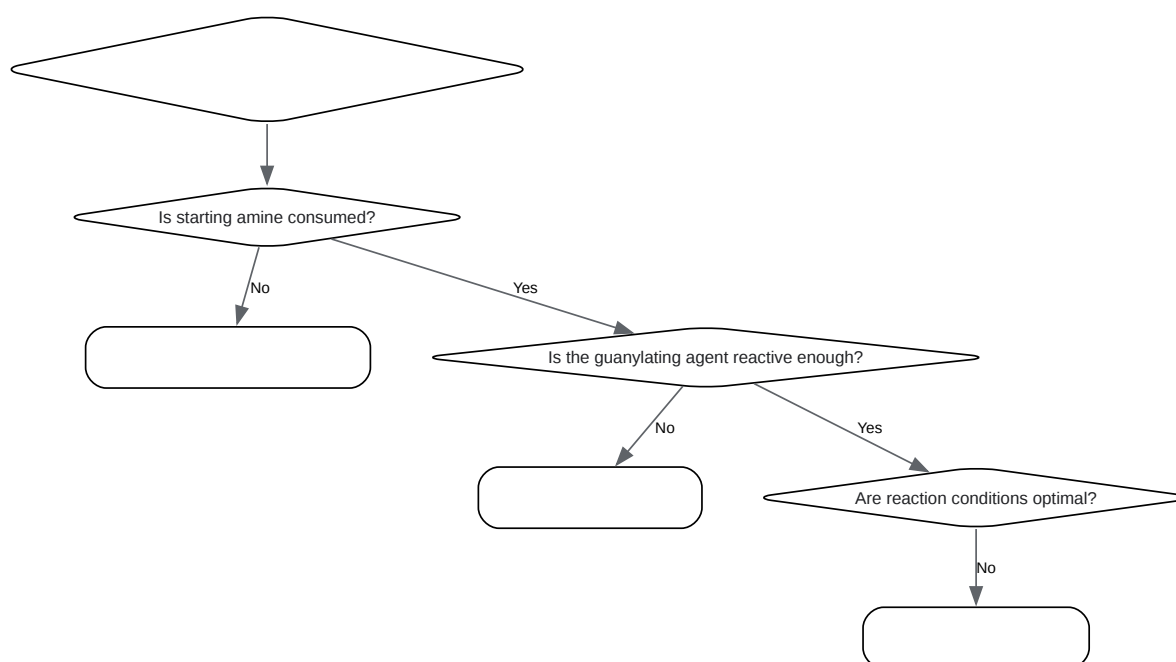 Is starting amine consumed?
No
Yes
Is the guanylating agent reactive enough?
No
Yes
Are reaction conditions optimal?
No